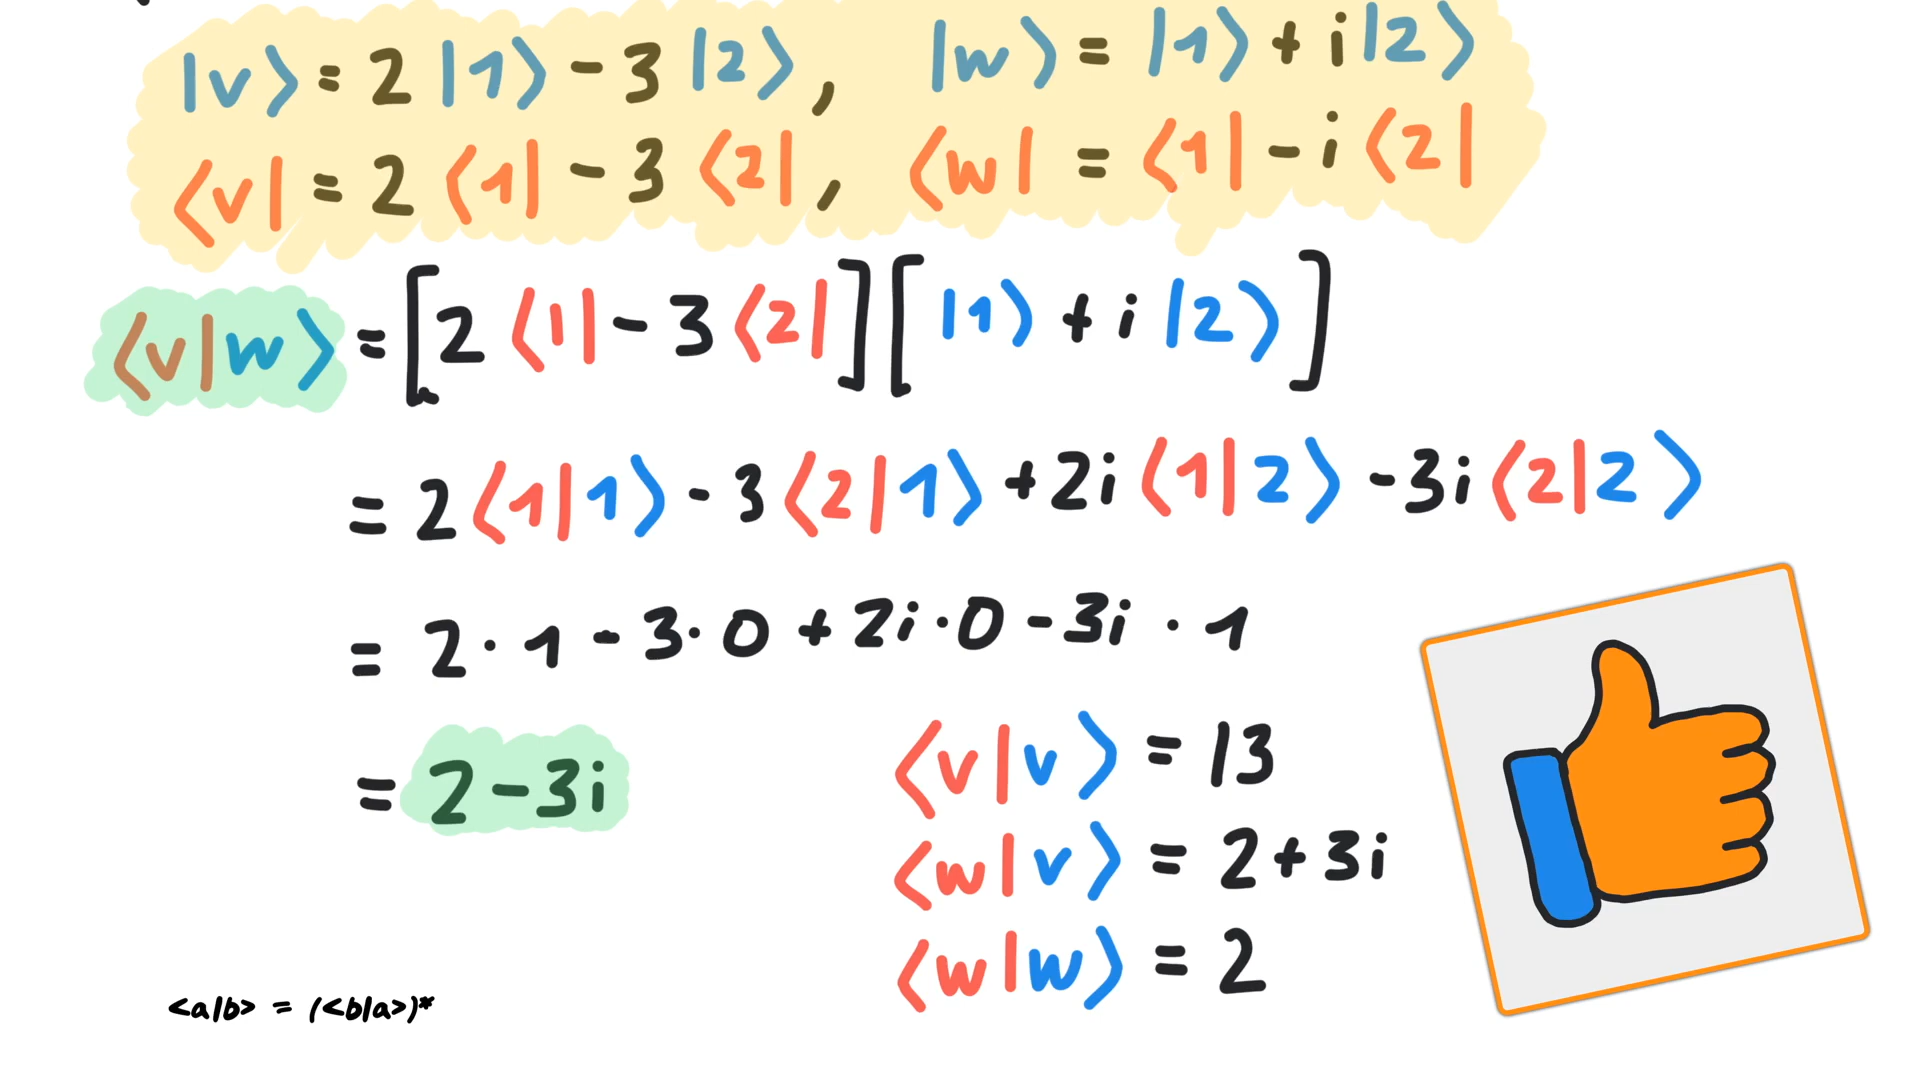 |v⟩ = 2 |1⟩ - 3 |2⟩, |w⟩ = |1⟩ + i |2⟩
⟨v| = 2 ⟨1| - 3 ⟨2|, ⟨w| = ⟨1| - i ⟨2|
⟨v|w⟩ = [2 ⟨1| - 3 ⟨2|] [|1⟩ + i |2⟩]
= 2 ⟨1|1⟩ - 3 ⟨2|1⟩ + 2i ⟨1|2⟩ - 3i ⟨2|2⟩
= 2 · 1 - 3 · 0 + 2i · 0 - 3i · 1
= 2 - 3i
⟨v|v⟩ = 13
⟨w|v⟩ = 2 + 3i
⟨w|w⟩ = 2
<a|b> = (<b|a>)*